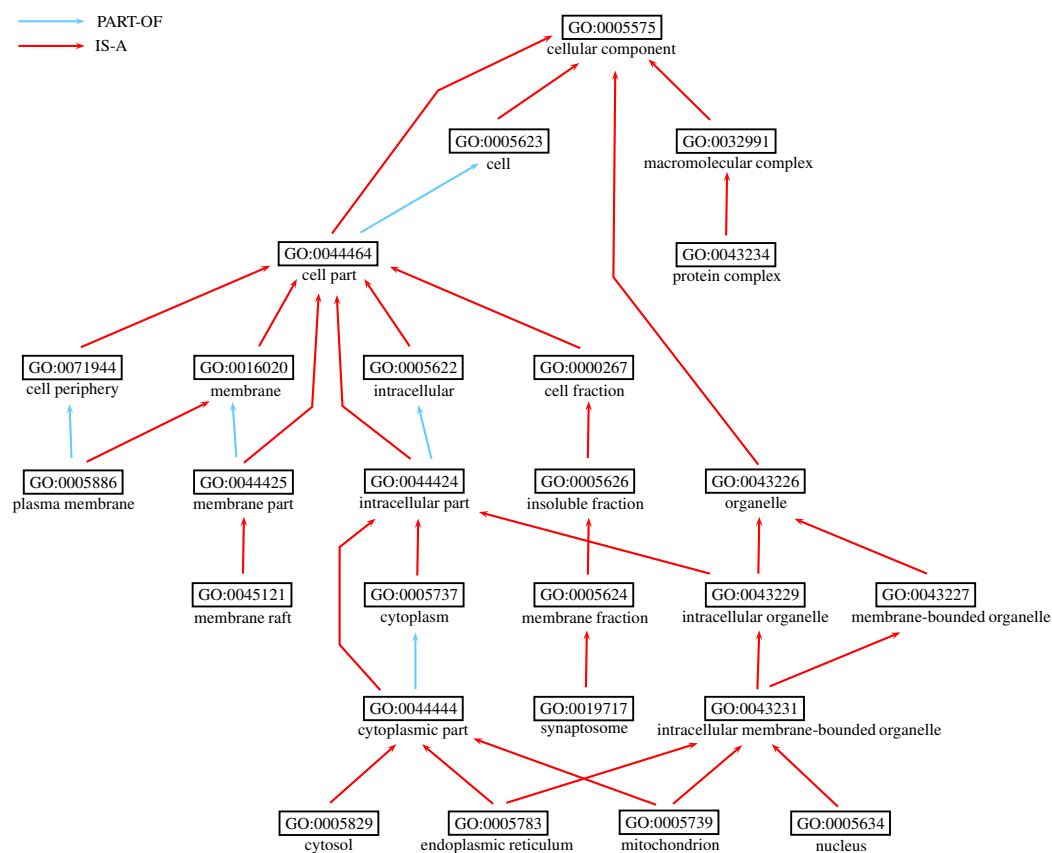 PART-OF
IS-A
GO:0005575
cellular component
GO:0005623
cell
GO:0032991
macromolecular complex
GO:0044464
cell part
GO:0043234
protein complex
GO:0071944
cell periphery
GO:0016020
membrane
GO:0005622
intracellular
GO:0000267
cell fraction
GO:0005886
plasma membrane
GO:0044425
membrane part
GO:0044424
intracellular part
GO:0005626
insoluble fraction
GO:0043226
organelle
GO:0045121
membrane raft
GO:0005737
cytoplasm
GO:0005624
membrane fraction
GO:0043229
intracellular organelle
GO:0043227
membrane-bounded organelle
GO:0044444
cytoplasmic part
GO:0019717
synaptosome
GO:0043231
intracellular membrane-bounded organelle
GO:0005829
cytosol
GO:0005783
endoplasmic reticulum
GO:0005739
mitochondrion
GO:0005634
nucleus